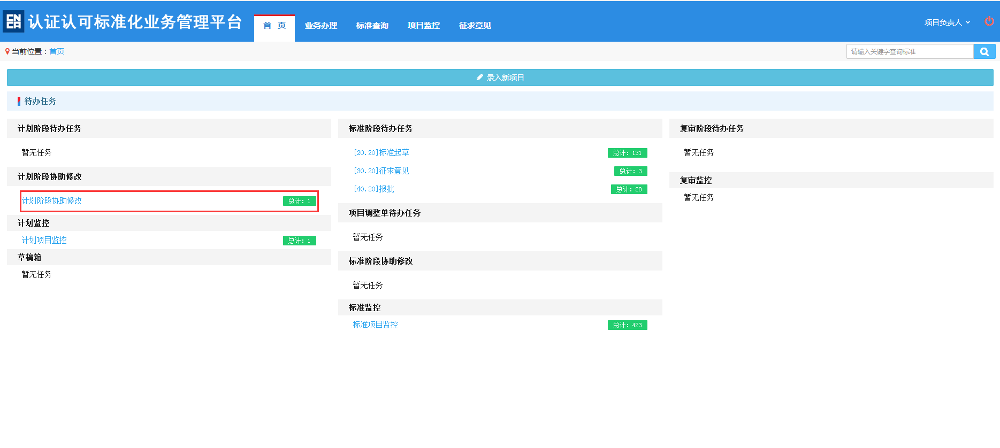 CN
CA
认证认可标准化业务管理平台
首 页
业务办理
标准查询
项目监控
征求意见
项目负责人
当前位置：首页
请输入关键字查询标准
录入新项目
待办任务
计划阶段待办任务
暂无任务
计划阶段协助修改
计划阶段协助修改 总计：1
计划监控
计划项目监控 总计：1
草稿箱
暂无任务
标准阶段待办任务
[20.20]标准起草 总计：131
[30.20]征求意见 总计：3
[40.20]报批 总计：28
项目调整单待办任务
暂无任务
标准阶段协助修改
暂无任务
标准监控
标准项目监控 总计：423
复审阶段待办任务
暂无任务
复审监控
暂无任务